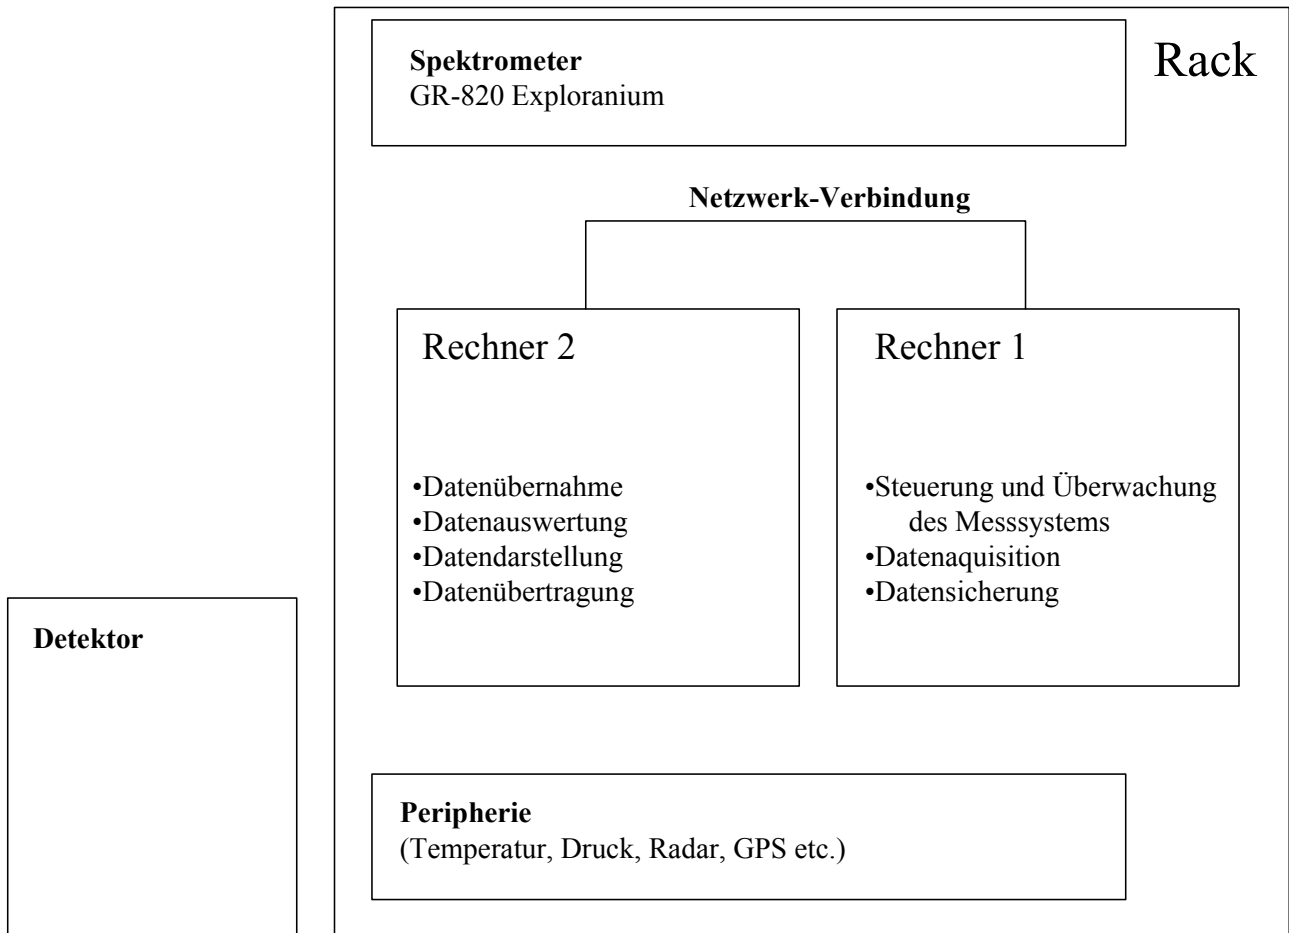 Rack
Spektrometer
GR-820 Exploranium
Netzwerk-Verbindung
Rechner 2
•Datenübernahme
•Datenauswertung
•Datendarstellung
•Datenübertragung
Rechner 1
•Steuerung und Überwachung
des Messsystems
•Datenaquisition
•Datensicherung
Detektor
Peripherie
(Temperatur, Druck, Radar, GPS etc.)